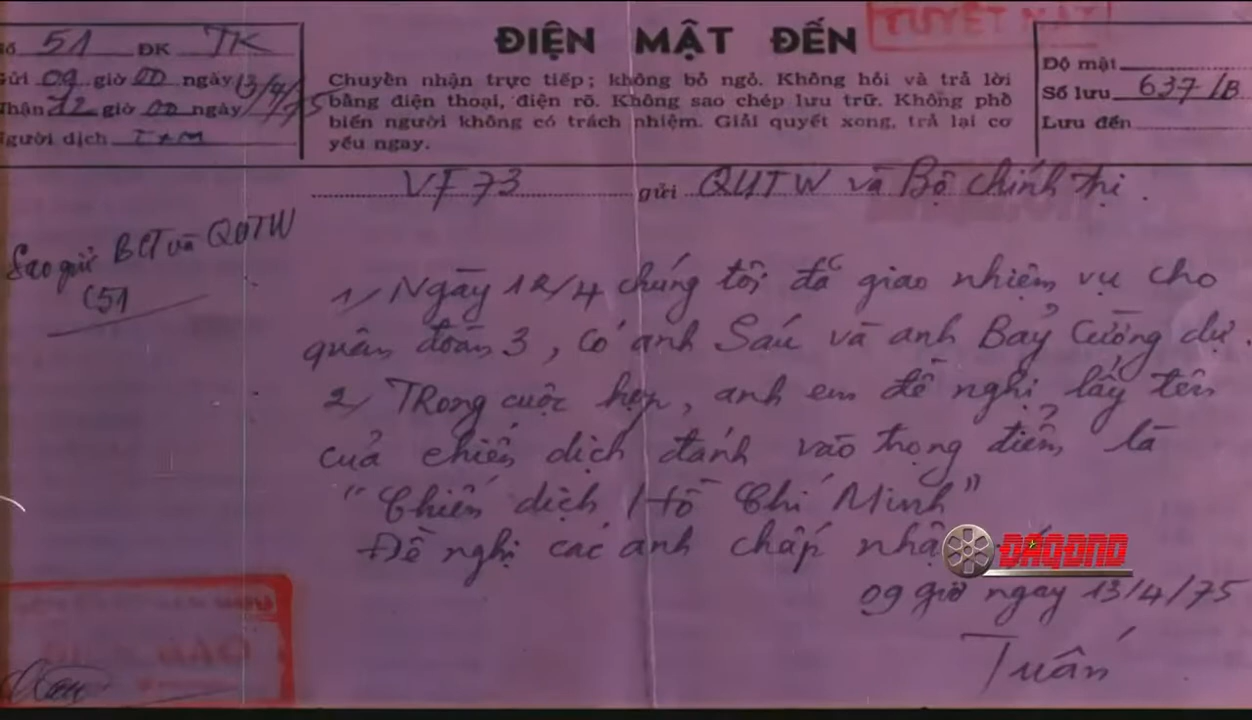 Số 51 ĐK TK
Gửi 09 giờ 00 ngày 13/4/75
Nhận 12 giờ 00 ngày
Người dịch TAM
ĐIỆN MẬT ĐẾN
TUYỆT MẬT
Chuyển nhận trực tiếp; không bỏ ngỏ. Không hỏi và trả lời
bằng điện thoại, điện rõ. Không sao chép lưu trữ. Không phổ
biến người không có trách nhiệm. Giải quyết xong, trả lại cơ
yếu ngay.
Độ mật
Số lưu 637/B
Lưu đến
VF73 gửi QUTW và Bộ Chính trị.
Sao gửi BCT và QUTW
C51
1/ Ngày 12/4 chúng tôi đã giao nhiệm vụ cho
quân đoàn 3, có anh Sáu và anh Bảy Cường dự.
2/ Trong cuộc họp, anh em đề nghị lấy tên
của chiến dịch đánh vào trọng điểm là
"Chiến dịch Hồ Chí Minh"
Đề nghị các anh chấp
ĐAQĐND
09 giờ ngày 13/4/75
Tuấn